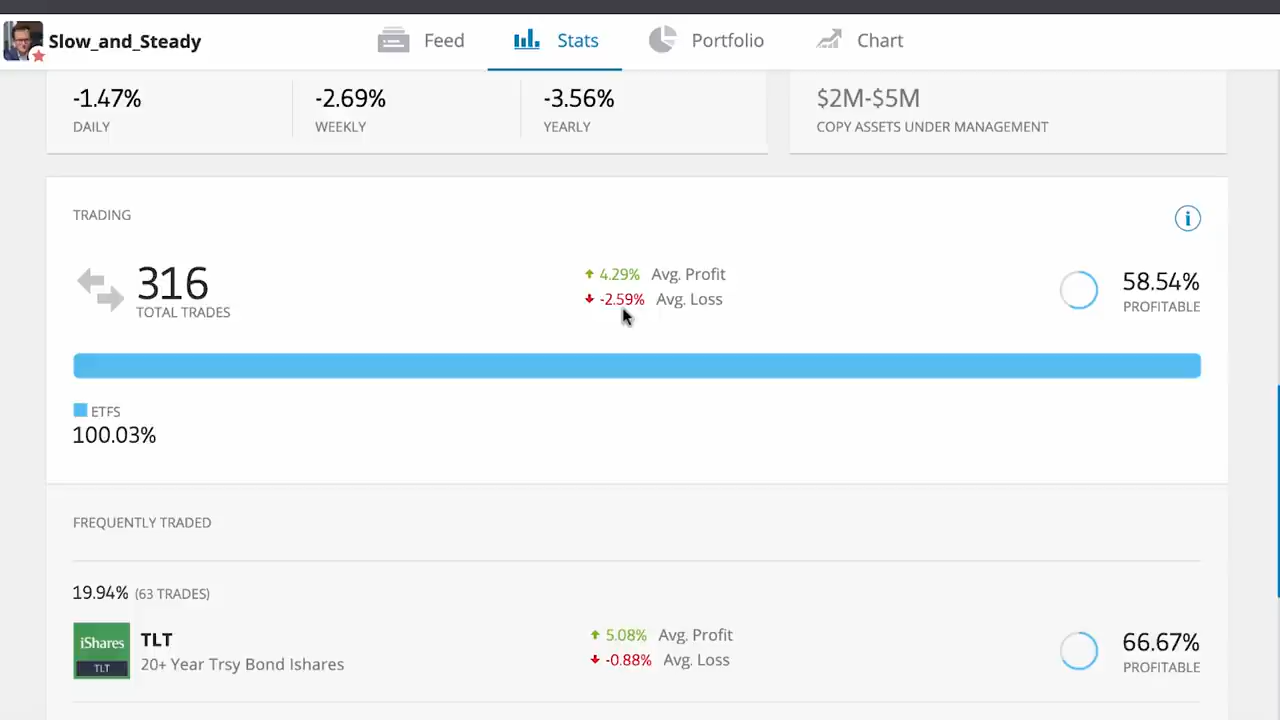 Slow_and_Steady
Feed
Stats
Portfolio
Chart
-1.47%
DAILY
-2.69%
WEEKLY
-3.56%
YEARLY
$2M-$5M
COPY ASSETS UNDER MANAGEMENT
TRADING
i
316
TOTAL TRADES
4.29% Avg. Profit
-2.59% Avg. Loss
58.54%
PROFITABLE
ETFS
100.03%
FREQUENTLY TRADED
19.94% (63 TRADES)
iShares
TLT
TLT
20+ Year Trsy Bond Ishares
5.08% Avg. Profit
-0.88% Avg. Loss
66.67%
PROFITABLE